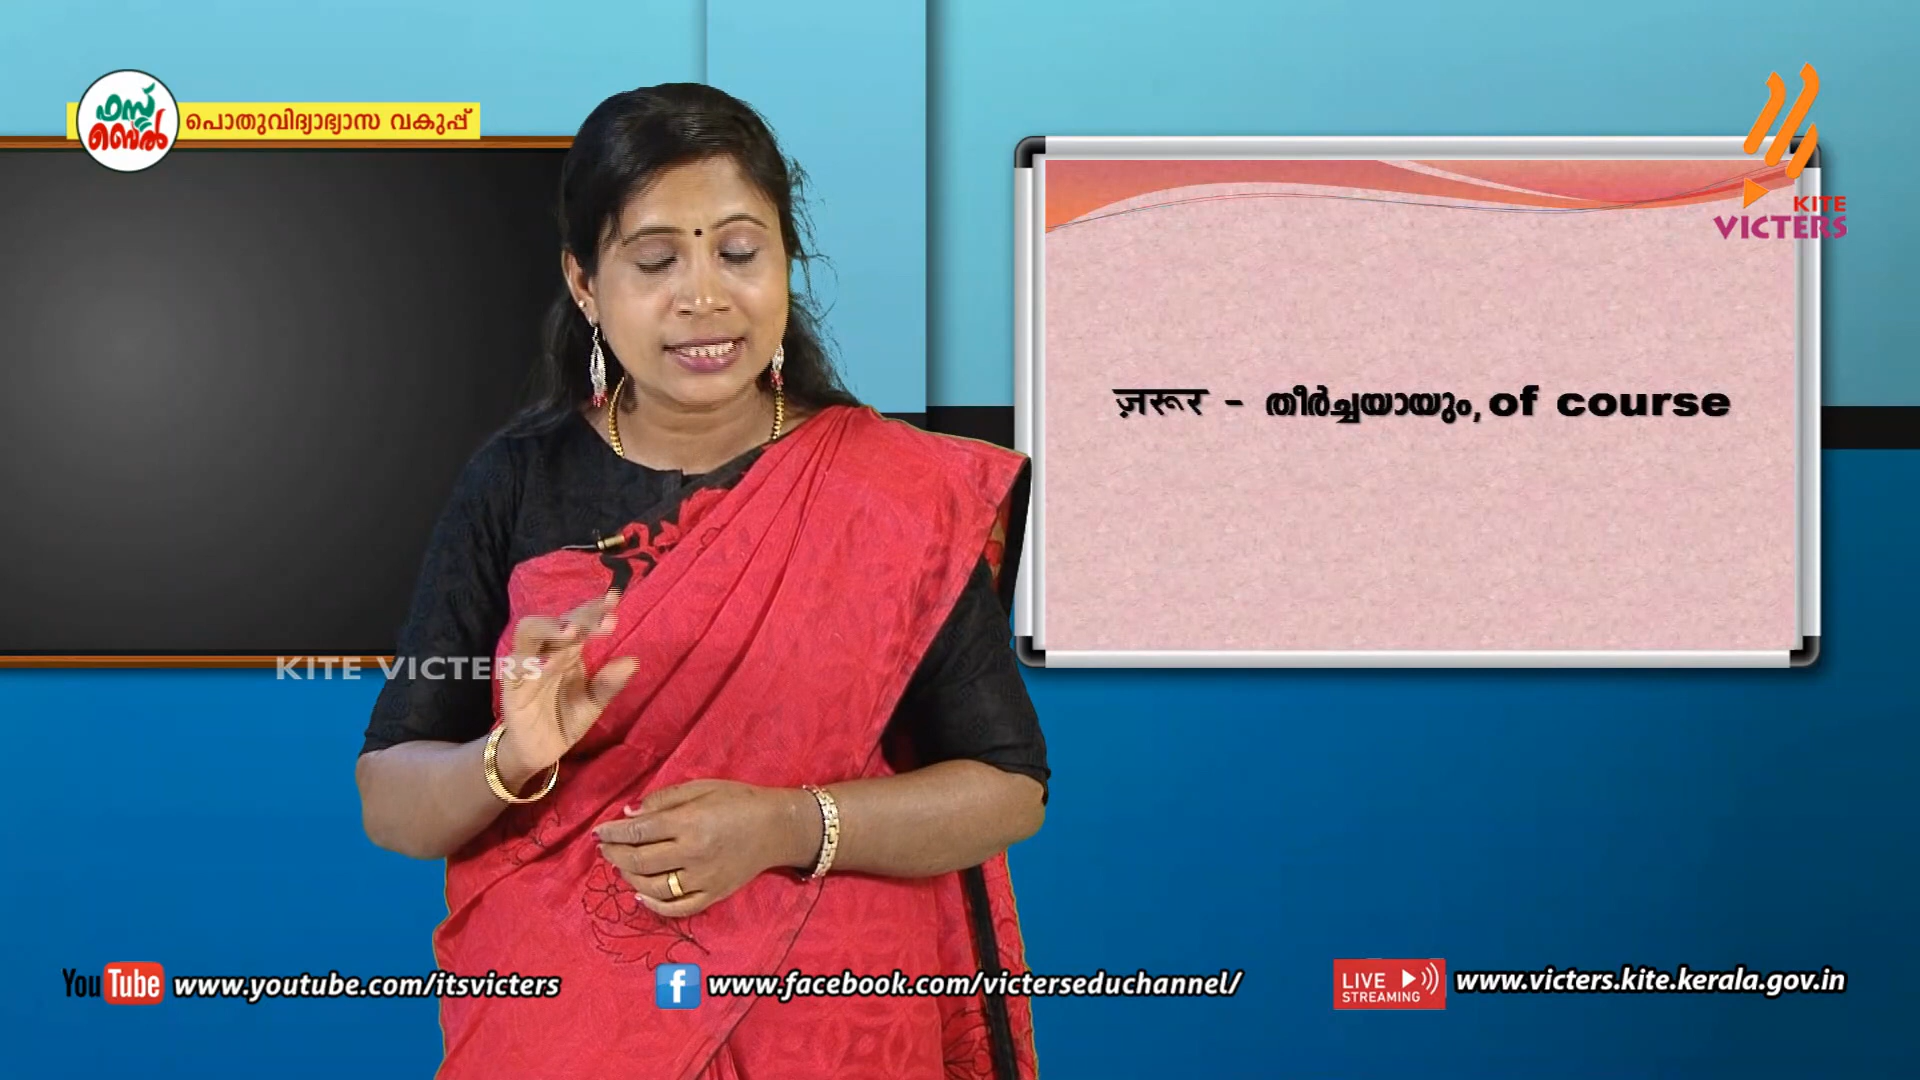 ഫസ്റ്റ്
ബെൽ
പൊതുവിദ്യാഭ്യാസ വകുപ്പ്
KITE
VICTERS
ज़रूर - തീർച്ചയായും, of course
KITE VICTERS
YouTube www.youtube.com/itsvicters
f www.facebook.com/victerseduchannel/
LIVE STREAMING www.victers.kite.kerala.gov.in